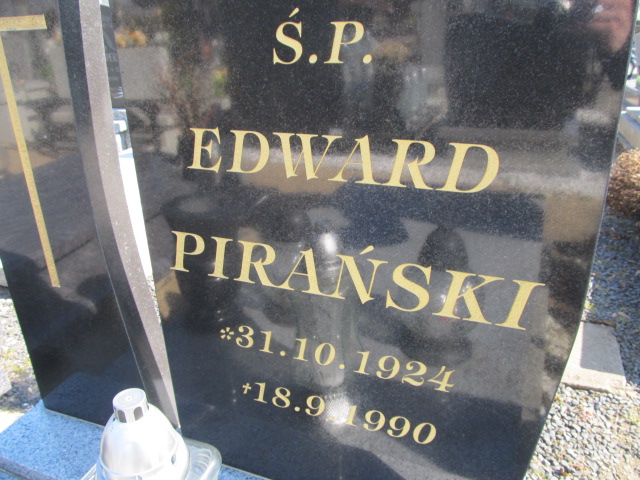 Ś.P.
EDWARD
PIRAŃSKI
*31.10.1924
†18.9.1990